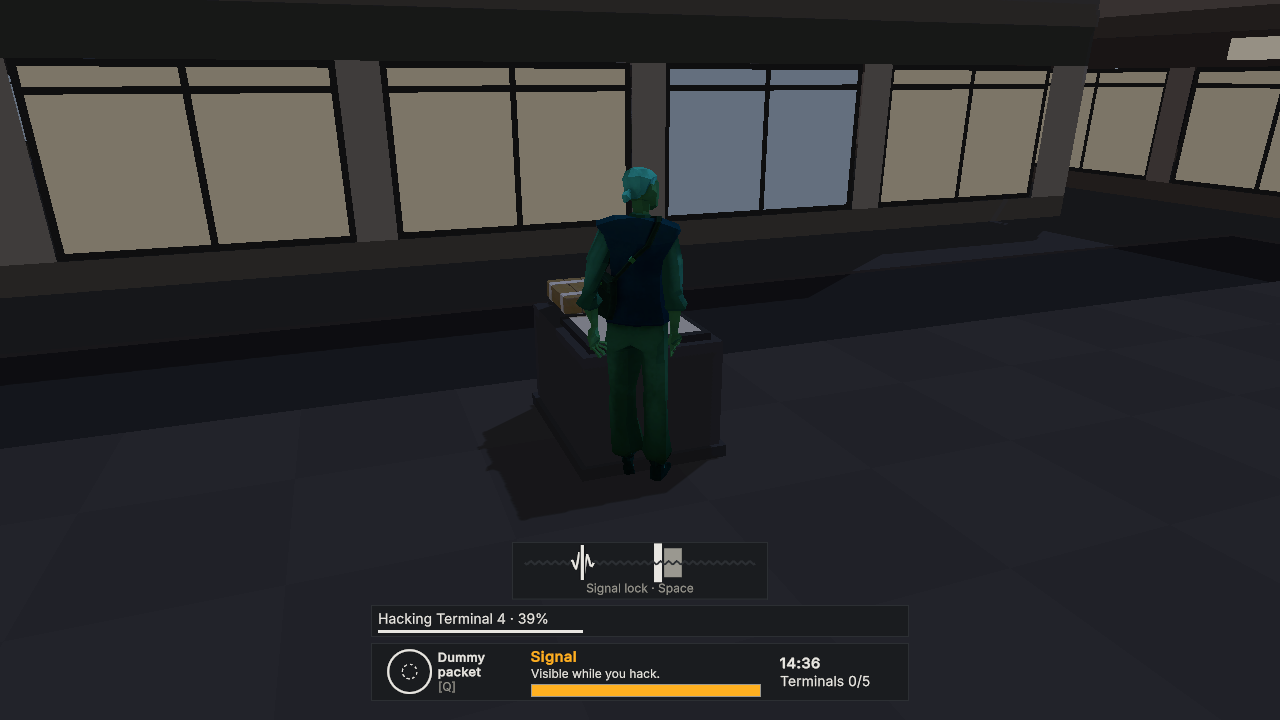 Signal lock · Space
Hacking Terminal 4 · 39%
Dummy
packet
[Q]
Signal
Visible while you hack.
14:36
Terminals 0/5